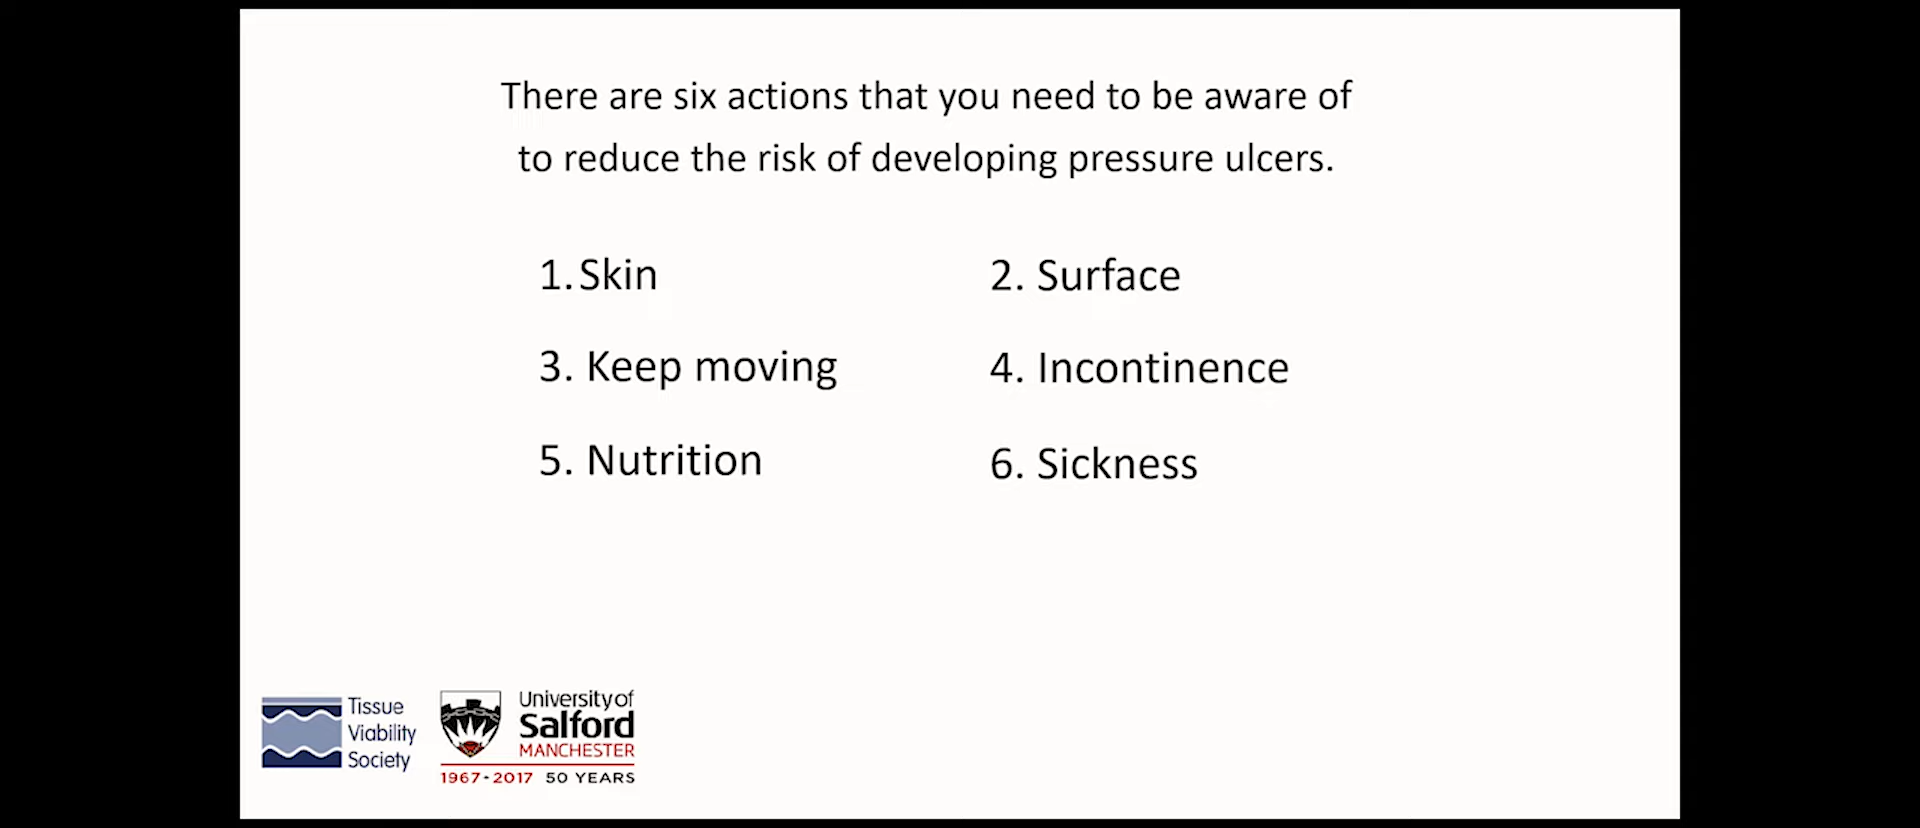 There are six actions that you need to be aware of
to reduce the risk of developing pressure ulcers.
1. Skin
2. Surface
3. Keep moving
4. Incontinence
5. Nutrition
6. Sickness
Tissue
Viability
Society
University of
Salford
MANCHESTER
1967-2017 50 YEARS